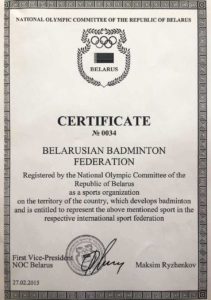 NATIONAL OLYMPIC COMMITTEE OF THE REPUBLIC OF BELARUS
BELARUS
CERTIFICATE
№ 0034
BELARUSIAN BADMINTON
FEDERATION
Registered by the National Olympic Committee of the
Republic of Belarus
as a sports organization
on the territory of the country, which develops badminton
and is entitled to represent the above mentioned sport in the
respective international sport federation
First Vice-President
NOC Belarus
Maksim Ryzhenkov
27.02.2015